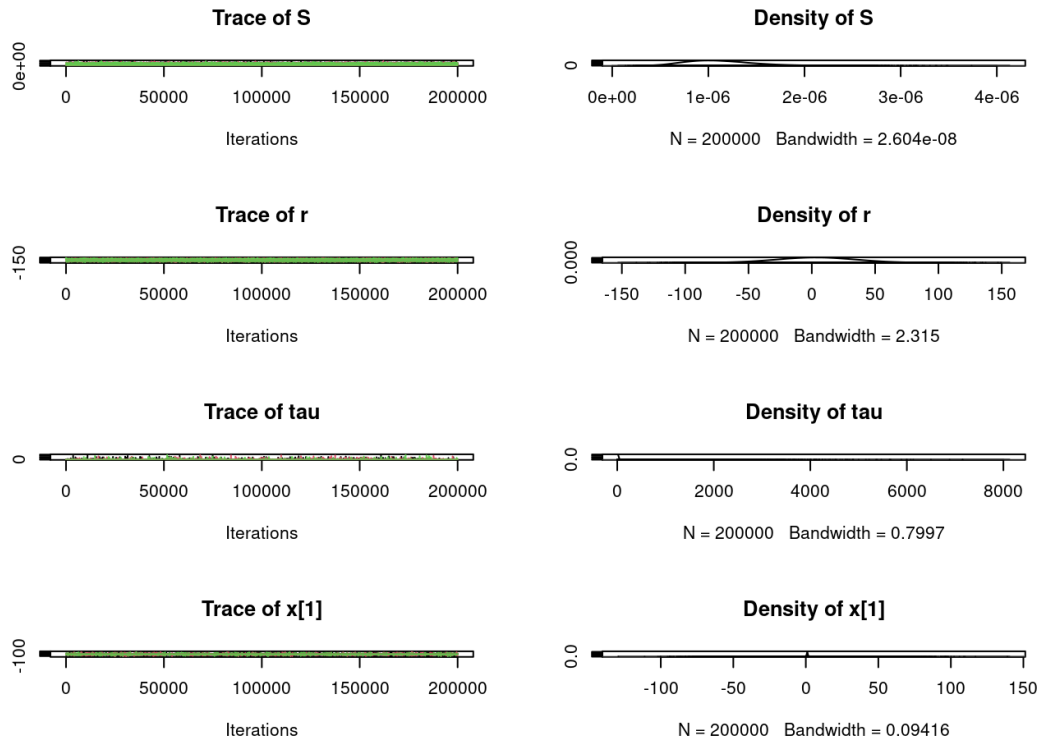 Trace of S
0e+00
0 50000 100000 150000 200000
Iterations
Density of S
0
0e+00 1e-06 2e-06 3e-06 4e-06
N = 200000 Bandwidth = 2.604e-08
Trace of r
-150
0 50000 100000 150000 200000
Iterations
Density of r
0.000
-150 -100 -50 0 50 100 150
N = 200000 Bandwidth = 2.315
Trace of tau
0
0 50000 100000 150000 200000
Iterations
Density of tau
0.0
0 2000 4000 6000 8000
N = 200000 Bandwidth = 0.7997
Trace of x[1]
-100
0 50000 100000 150000 200000
Iterations
Density of x[1]
0.0
-100 -50 0 50 100 150
N = 200000 Bandwidth = 0.09416